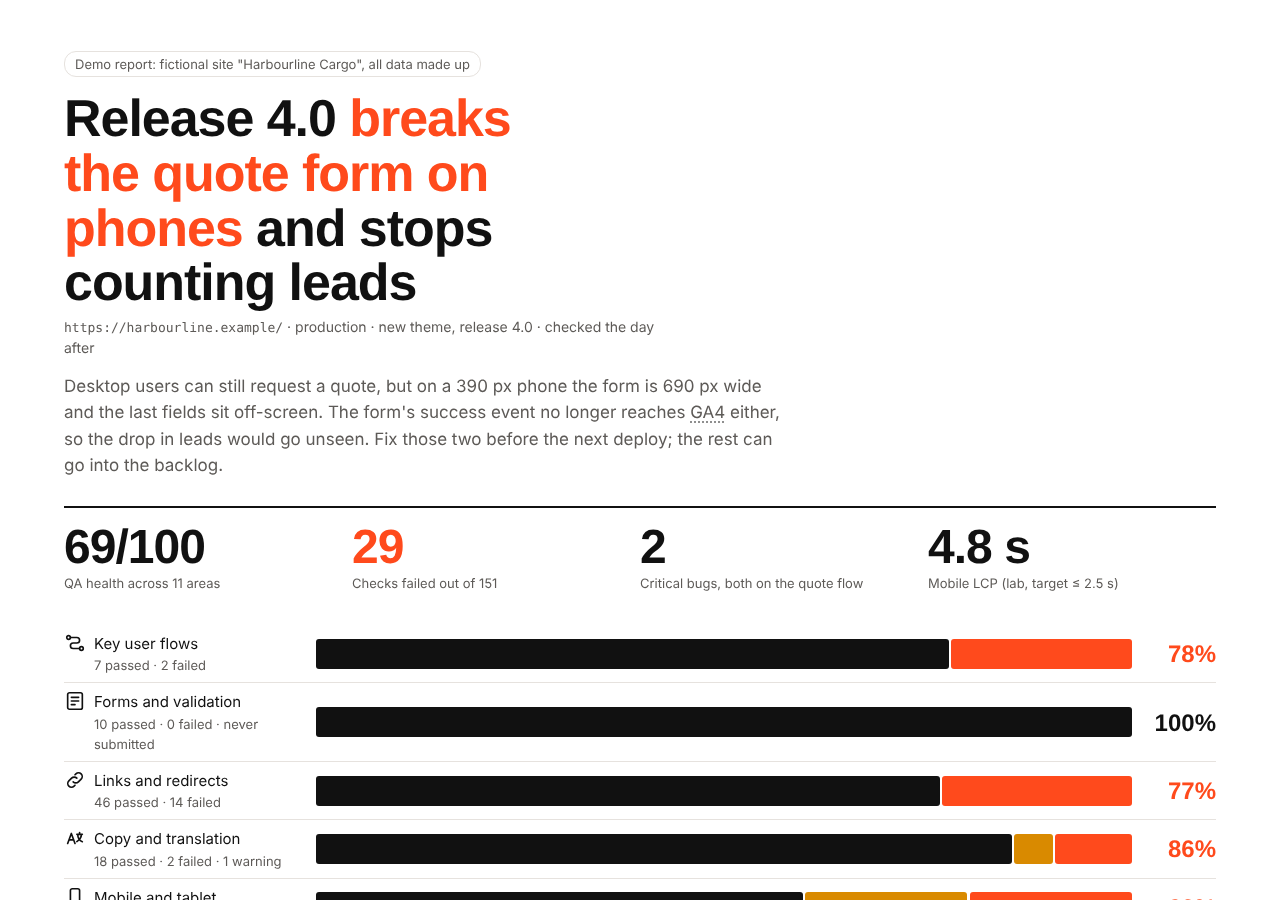 Demo report: fictional site "Harbourline Cargo", all data made up
Release 4.0 breaks
the quote form on
phones and stops
counting leads
https://harbourline.example/ · production · new theme, release 4.0 · checked the day
after
Desktop users can still request a quote, but on a 390 px phone the form is 690 px wide
and the last fields sit off-screen. The form's success event no longer reaches GA4 either,
so the drop in leads would go unseen. Fix those two before the next deploy; the rest can
go into the backlog.
69/100
QA health across 11 areas
29
Checks failed out of 151
2
Critical bugs, both on the quote flow
4.8 s
Mobile LCP (lab, target ≤ 2.5 s)
Key user flows
7 passed · 2 failed
78%
Forms and validation
10 passed · 0 failed · never
submitted
100%
Links and redirects
46 passed · 14 failed
77%
Copy and translation
18 passed · 2 failed · 1 warning
86%
Mobile and tablet